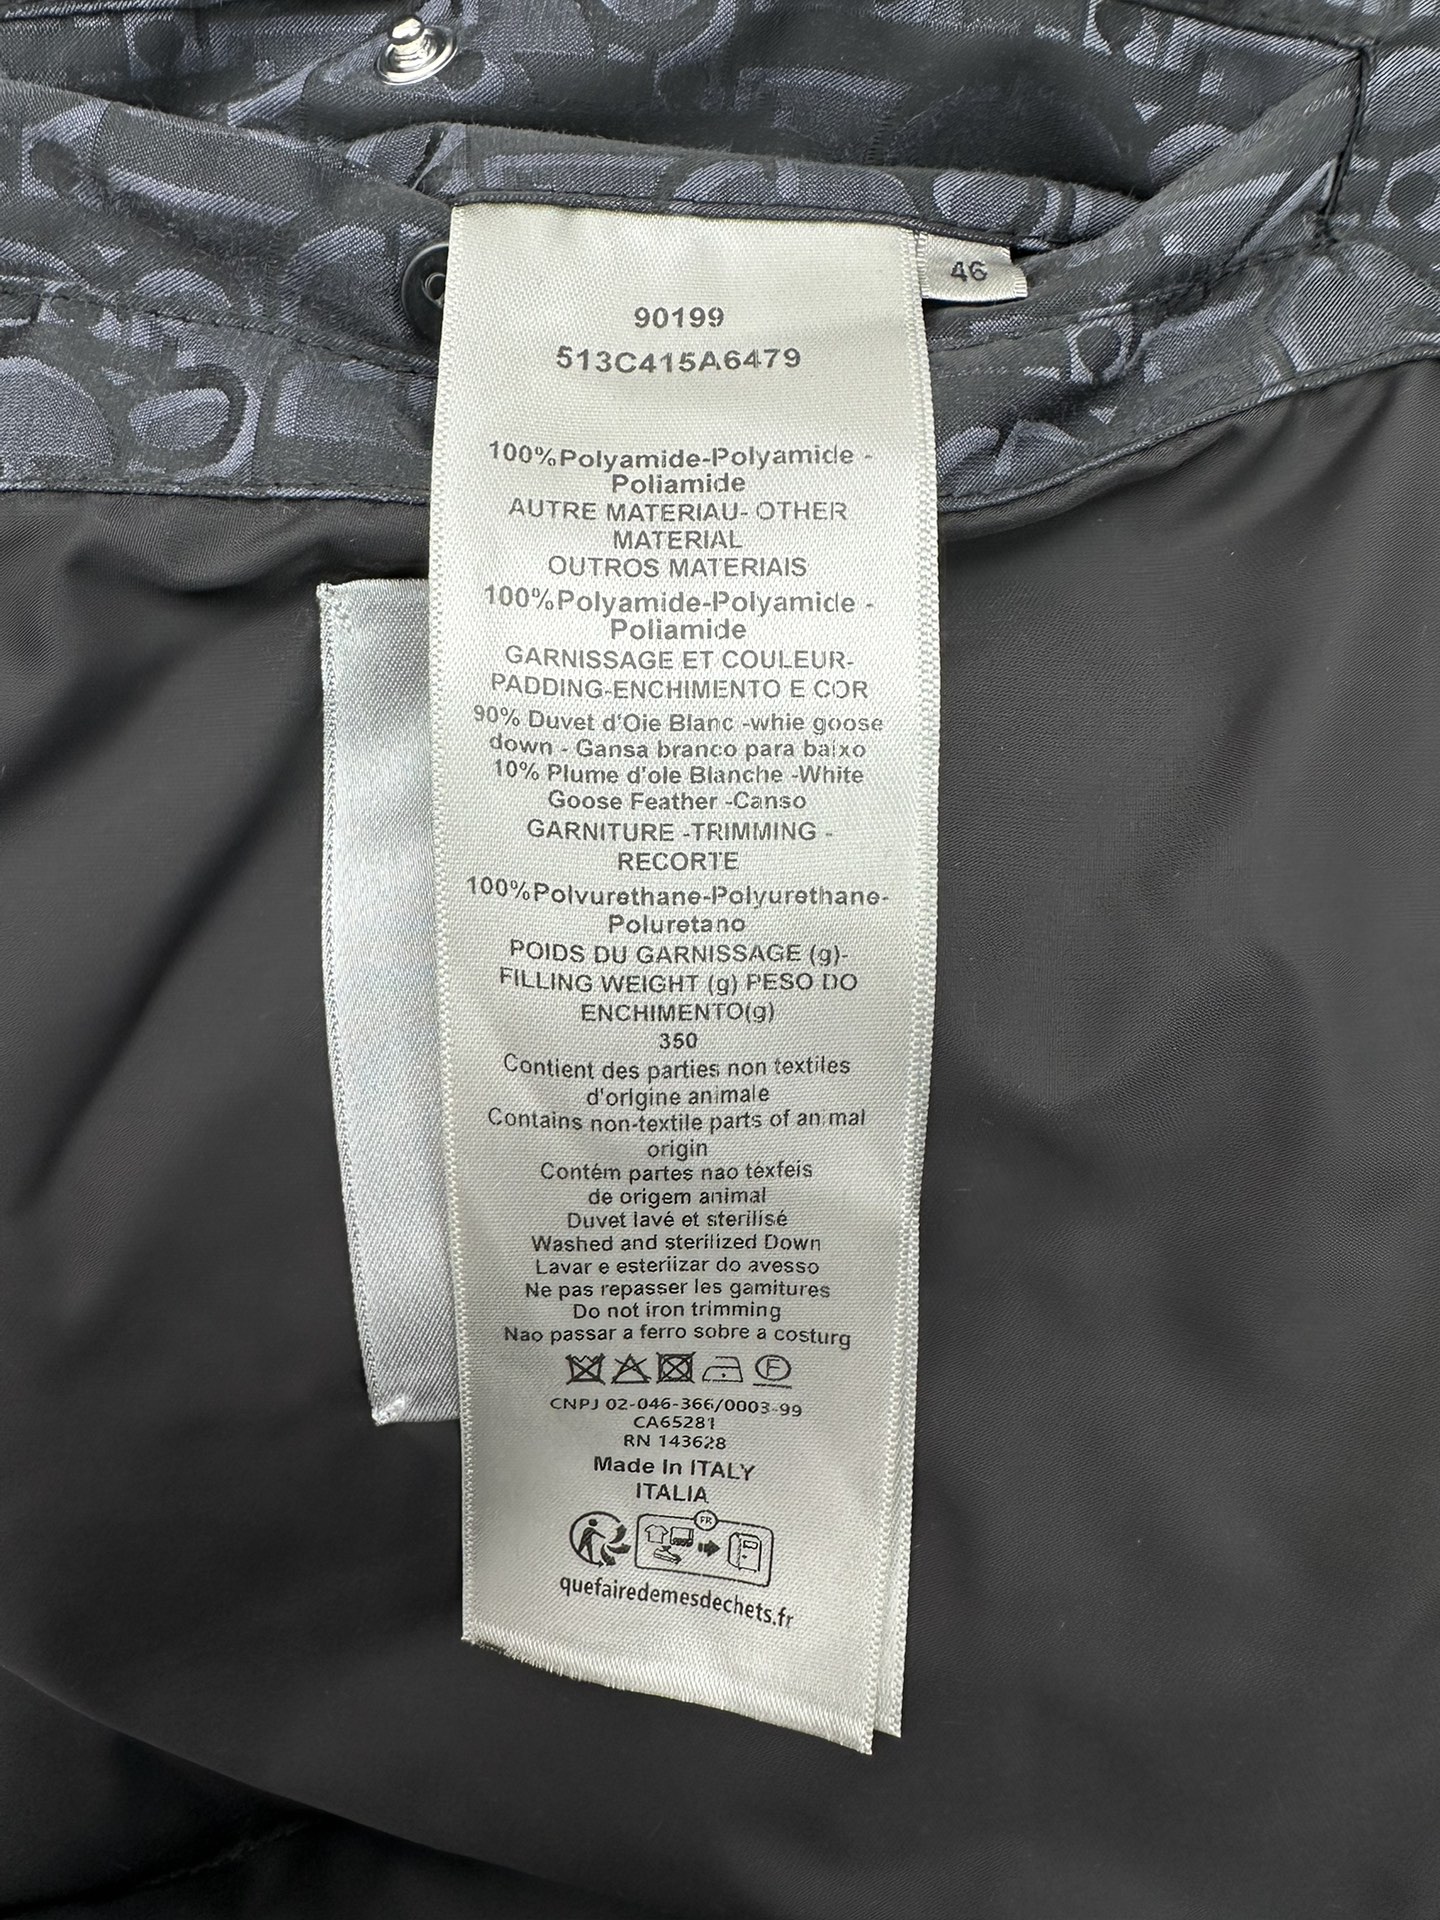 46
90199
513C415A6479
100%Polyamide-Polyamide -
Poliamide
AUTRE MATERIAU- OTHER
MATERIAL
OUTROS MATERIAIS
100%Polyamide-Polyamide -
Poliamide
GARNISSAGE ET COULEUR-
PADDING-ENCHIMENTO E COR
90% Duvet d'Oie Blanc -whie goose
down - Gansa branco para baixo
10% Plume d'ole Blanche -White
Goose Feather -Canso
GARNITURE -TRIMMING -
RECORTE
100%Polvurethane-Polyurethane-
Poluretano
POIDS DU GARNISSAGE (g)-
FILLING WEIGHT (g) PESO DO
ENCHIMENTO(g)
350
Contient des parties non textiles
d'orlgine animale
Contains non-textile parts of animal
origin
Contém partes nao téxfeis
de origem animal
Duvet lavé et sterilisé
Washed and sterilized Down
Lavar e esteriizar do avesso
Ne pas repasser les gamitures
Do not iron trimming
Nao passar a ferro sobre a costurg
F
CNPJ 02-046-366/0003-99
CA65281
RN 143628
Made In ITALY
ITALIA
FR
quefairedemesdechets.fr